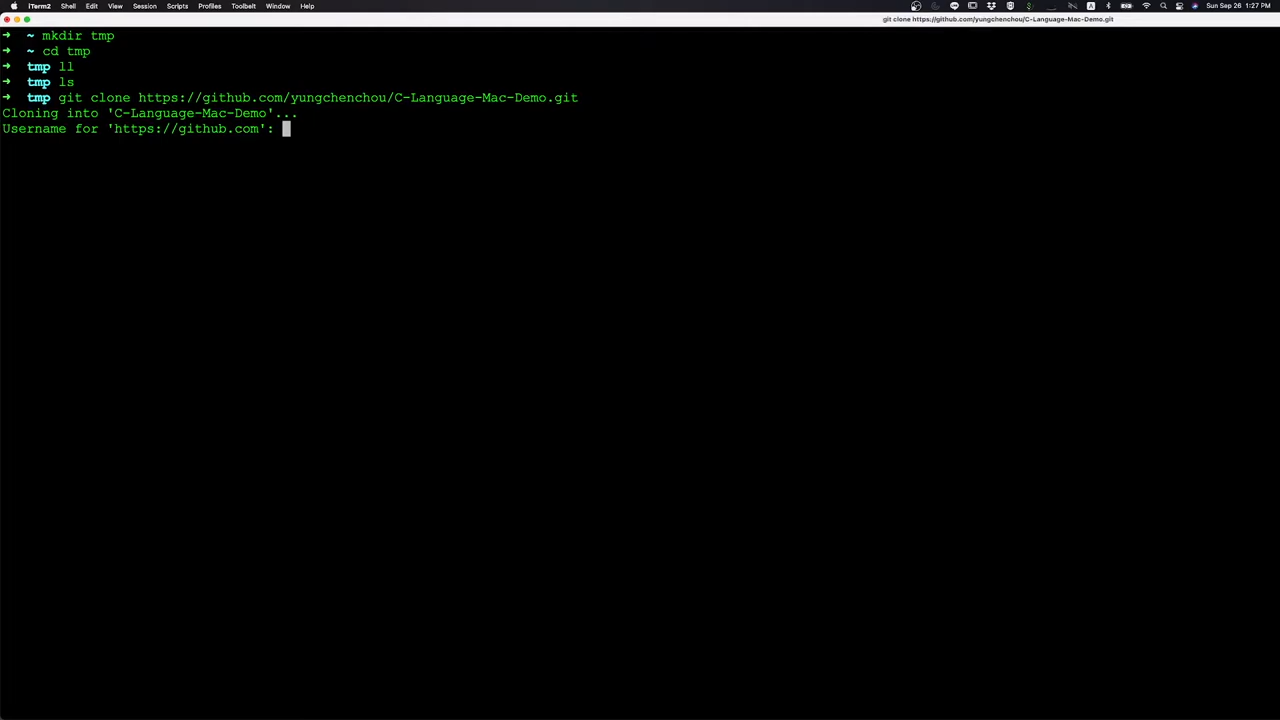 iTerm2 Shell Edit View Session Scripts Profiles Toolbelt Window Help Sun Sep 26 1:27 PM
git clone https://github.com/yungchenchou/C-Language-Mac-Demo.git
➜ ~ mkdir tmp
➜ ~ cd tmp
➜ tmp ll
➜ tmp ls
➜ tmp git clone https://github.com/yungchenchou/C-Language-Mac-Demo.git
Cloning into 'C-Language-Mac-Demo'...
Username for 'https://github.com':